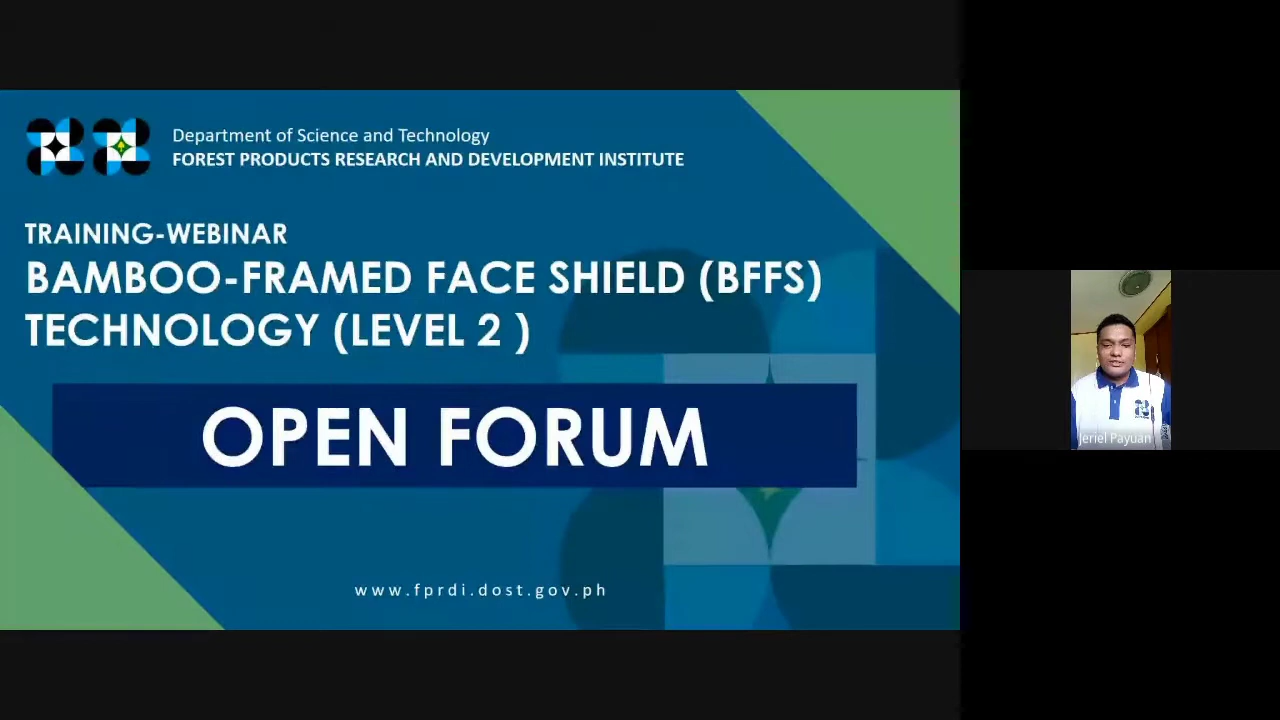 Department of Science and Technology
FOREST PRODUCTS RESEARCH AND DEVELOPMENT INSTITUTE
TRAINING-WEBINAR
BAMBOO-FRAMED FACE SHIELD (BFFS)
TECHNOLOGY (LEVEL 2 )
OPEN FORUM
www.fprdi.dost.gov.ph
Jeriel Payuan